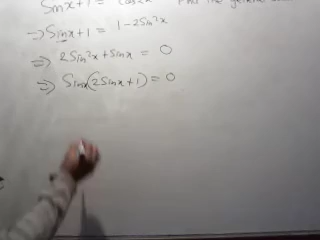 Sinx+1 = cos2x Find the general
→ Sinx+1 = 1-2Sin²x
⇒ 2Sin²x+Sinx = 0
⇒ Sinx(2Sinx+1) = 0